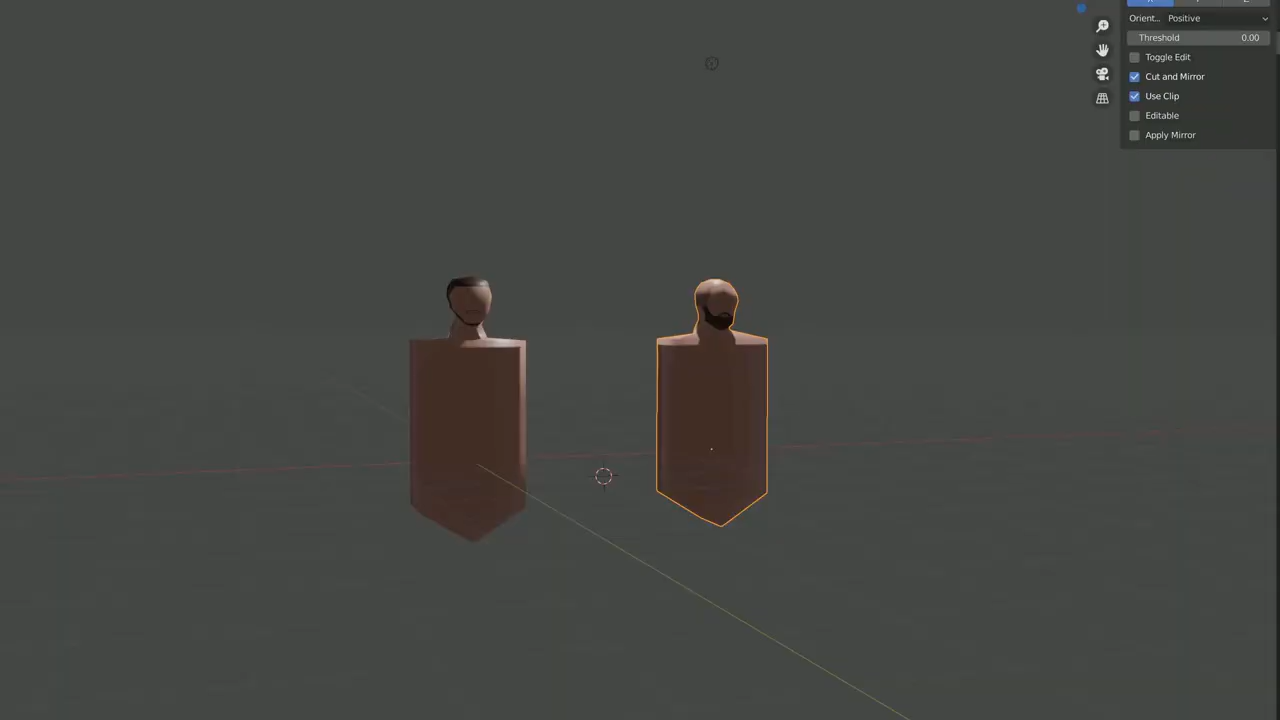 Orient... Positive
Threshold 0.00
Toggle Edit
Cut and Mirror
Use Clip
Editable
Apply Mirror